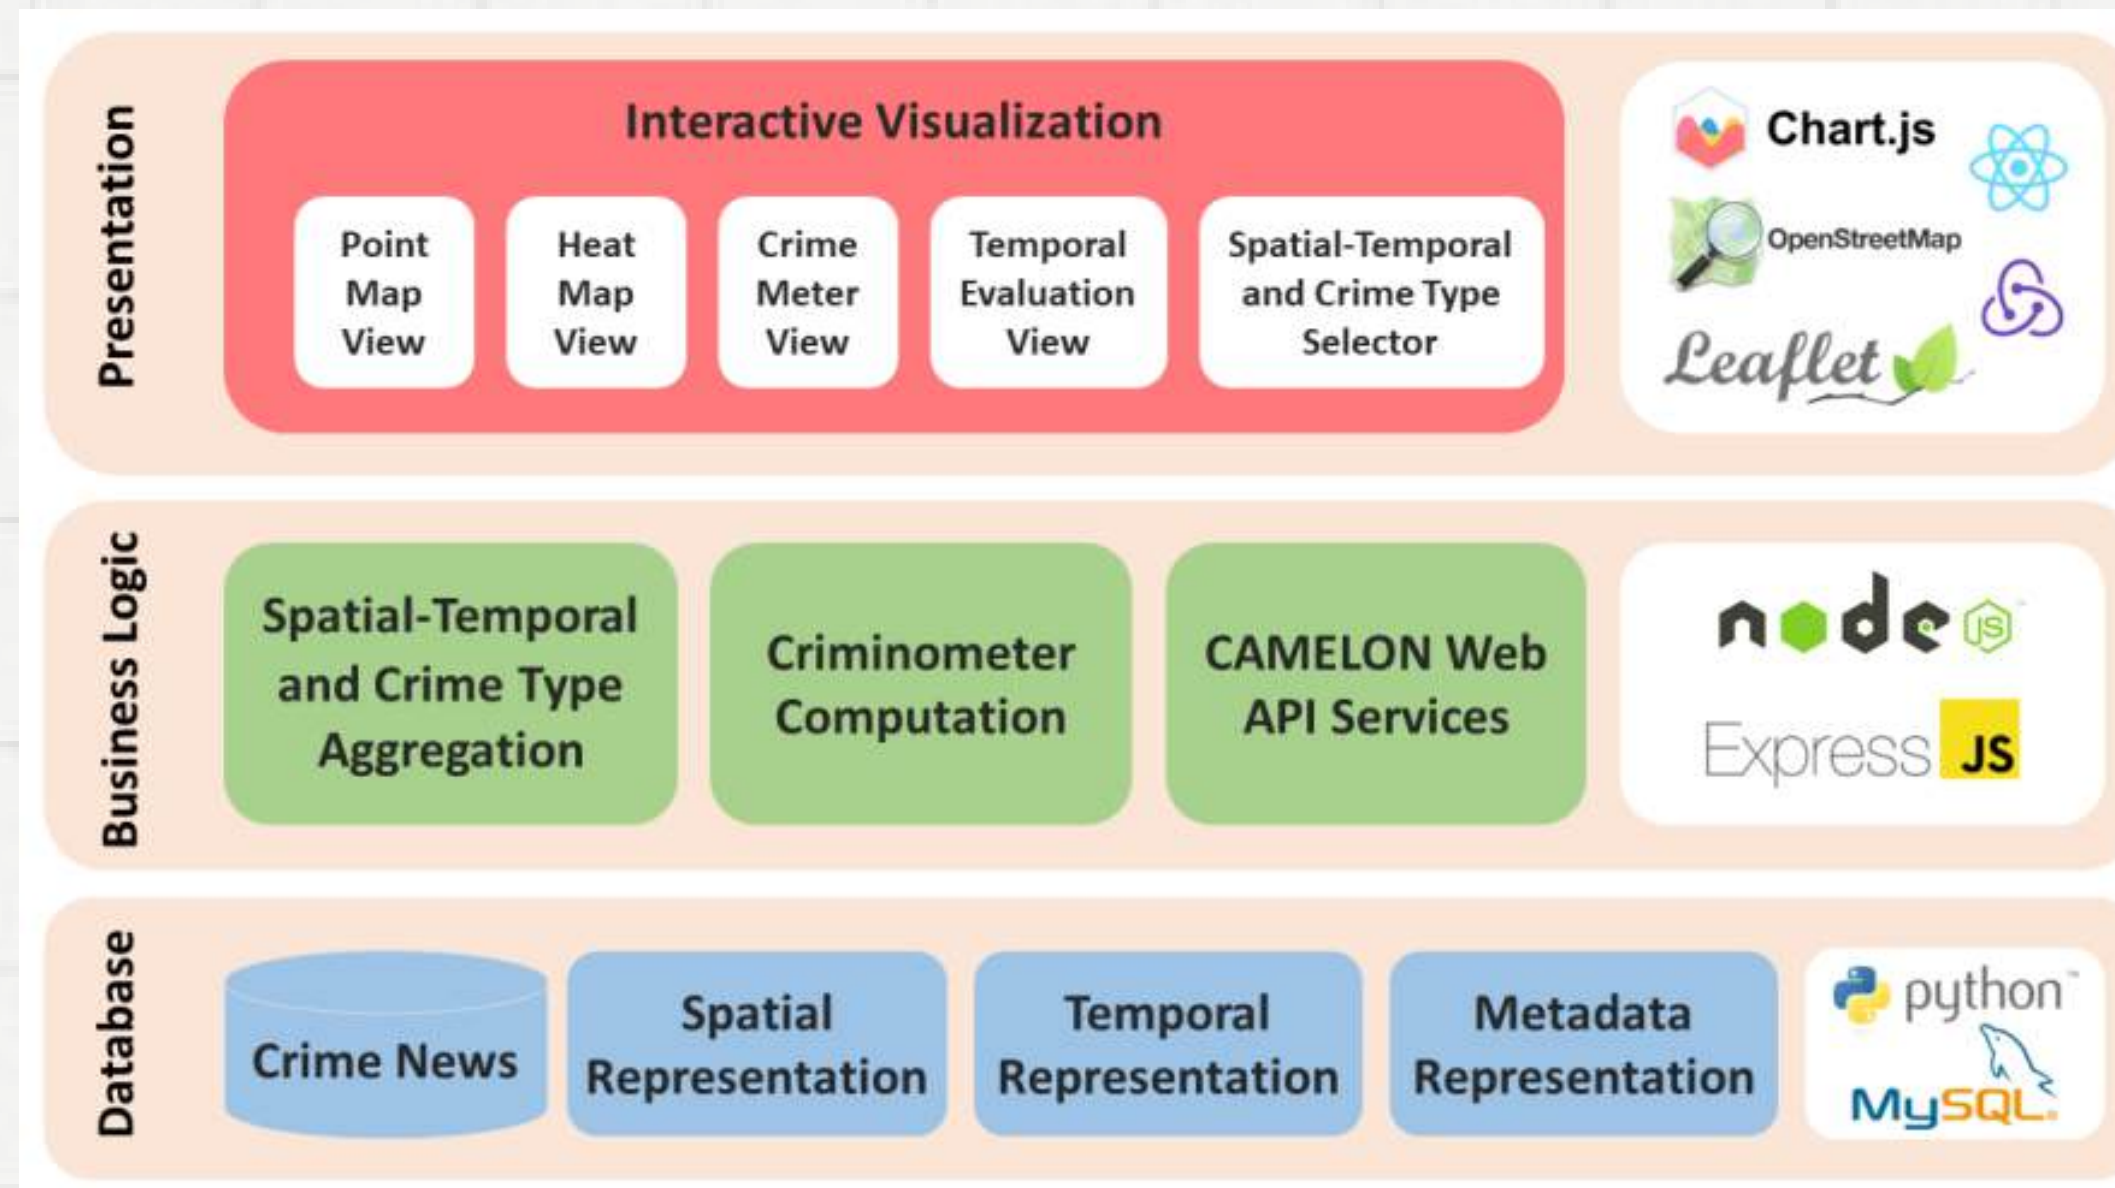 Presentation
Interactive Visualization
Point
Map
View
Heat
Map
View
Crime
Meter
View
Temporal
Evaluation
View
Spatial-Temporal
and Crime Type
Selector
Chart.js
OpenStreetMap
Leaflet
Business Logic
Spatial-Temporal
and Crime Type
Aggregation
Criminometer
Computation
CAMELON Web
API Services
node JS
Express JS
Database
Crime News
Spatial
Representation
Temporal
Representation
Metadata
Representation
python™
MySQL®